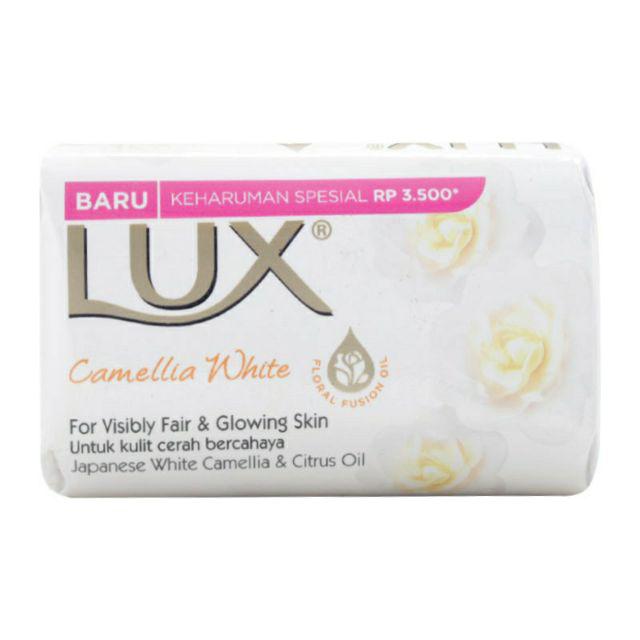 BARU KEHARUMAN SPESIAL RP 3.500*
LUX®
Camellia White
FLORAL FUSION OIL
For Visibly Fair & Glowing Skin
Untuk kulit cerah bercahaya
Japanese White Camellia & Citrus Oil